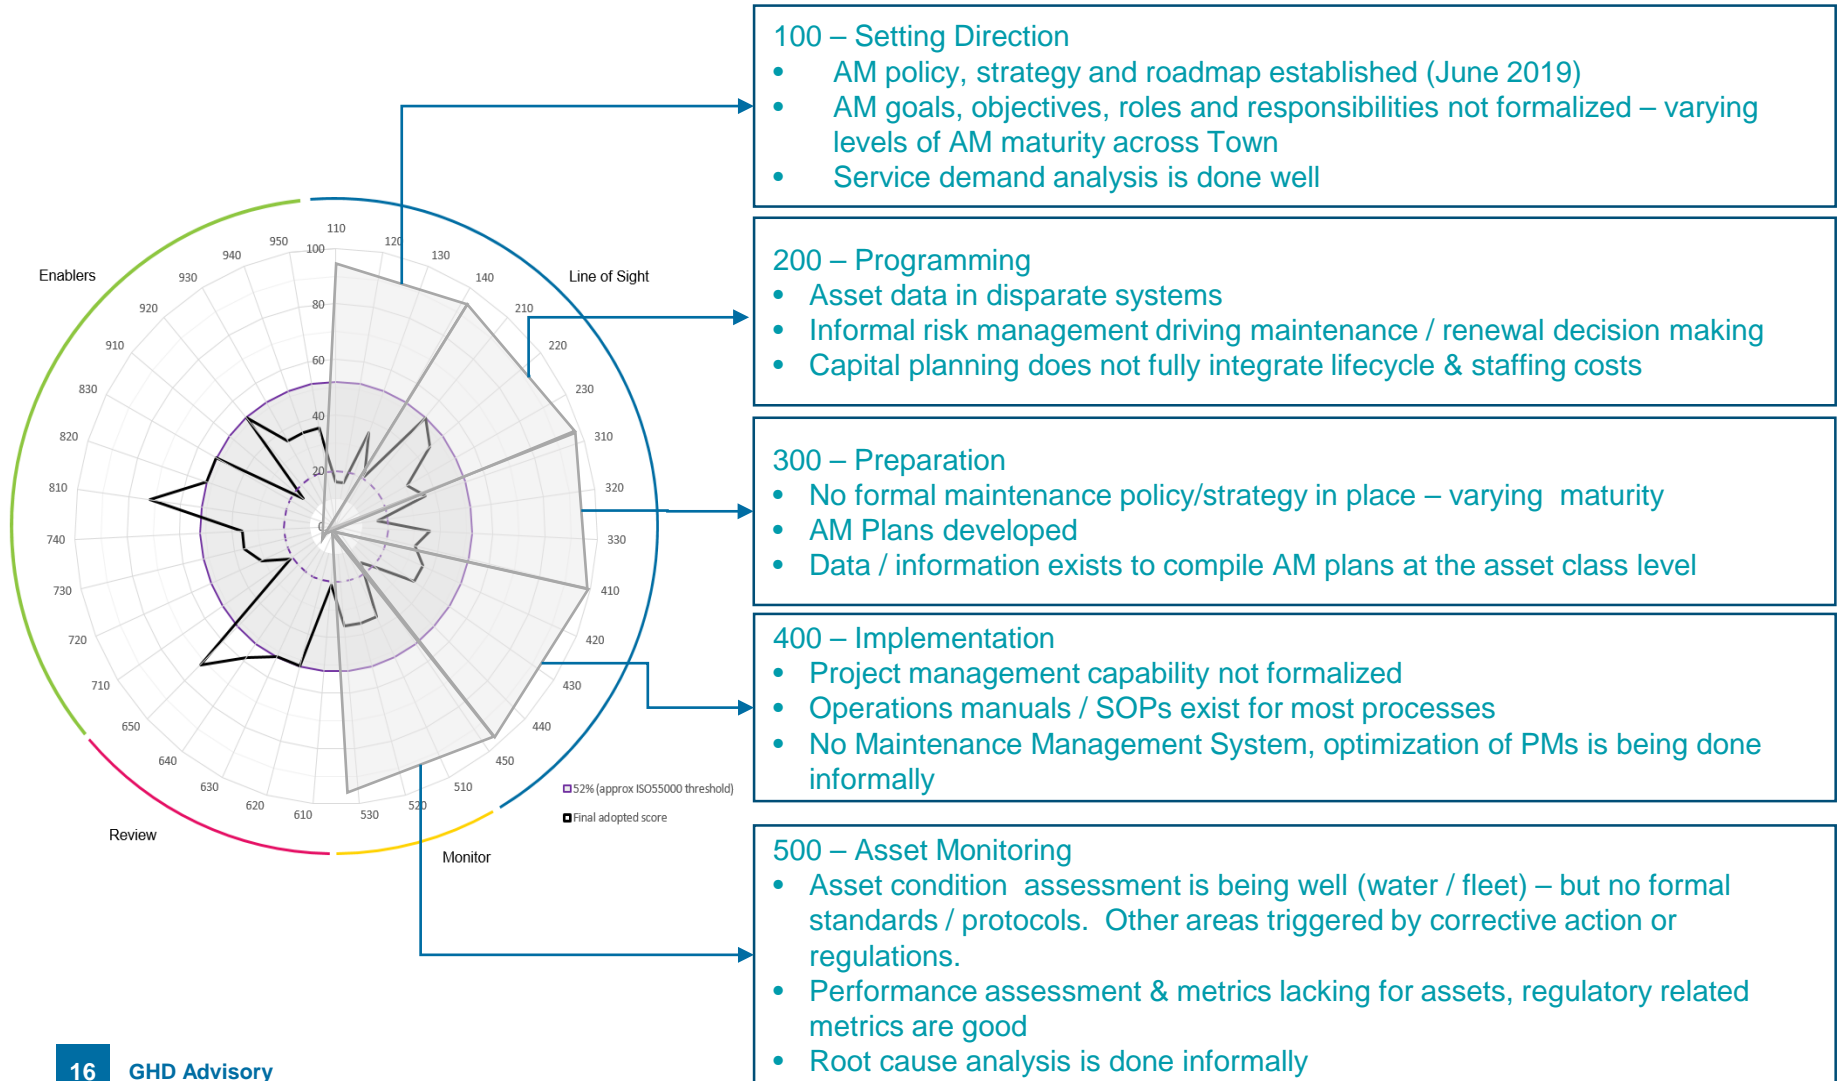 100 – Setting Direction
• AM policy, strategy and roadmap established (June 2019)
• AM goals, objectives, roles and responsibilities not formalized – varying
levels of AM maturity across Town
• Service demand analysis is done well
200 – Programming
• Asset data in disparate systems
• Informal risk management driving maintenance / renewal decision making
• Capital planning does not fully integrate lifecycle & staffing costs
300 – Preparation
• No formal maintenance policy/strategy in place – varying maturity
• AM Plans developed
• Data / information exists to compile AM plans at the asset class level
400 – Implementation
• Project management capability not formalized
• Operations manuals / SOPs exist for most processes
• No Maintenance Management System, optimization of PMs is being done
informally
500 – Asset Monitoring
• Asset condition assessment is being well (water / fleet) – but no formal
standards / protocols. Other areas triggered by corrective action or
regulations.
• Performance assessment & metrics lacking for assets, regulatory related
metrics are good
• Root cause analysis is done informally
Enablers
Line of Sight
Review
Monitor
110
120
130
140
210
220
230
310
320
330
410
420
430
440
450
510
520
530
610
620
630
640
650
710
720
730
740
810
820
830
910
920
930
940
950
100
80
60
40
20
0
52% (approx ISO55000 threshold)
Final adopted score
16 GHD Advisory